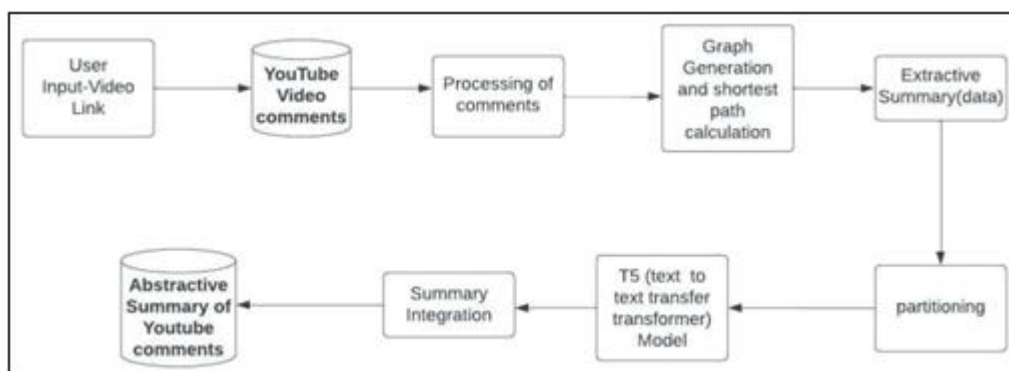 User
Input-Video
Link
YouTube
Video
comments
Processing of
comments
Graph
Generation
and shortest
path
calculation
Extractive
Summary(data)
partitioning
T5 (text to
text transfer
transformer)
Model
Summary
Integration
Abstractive
Summary of
Youtube
comments